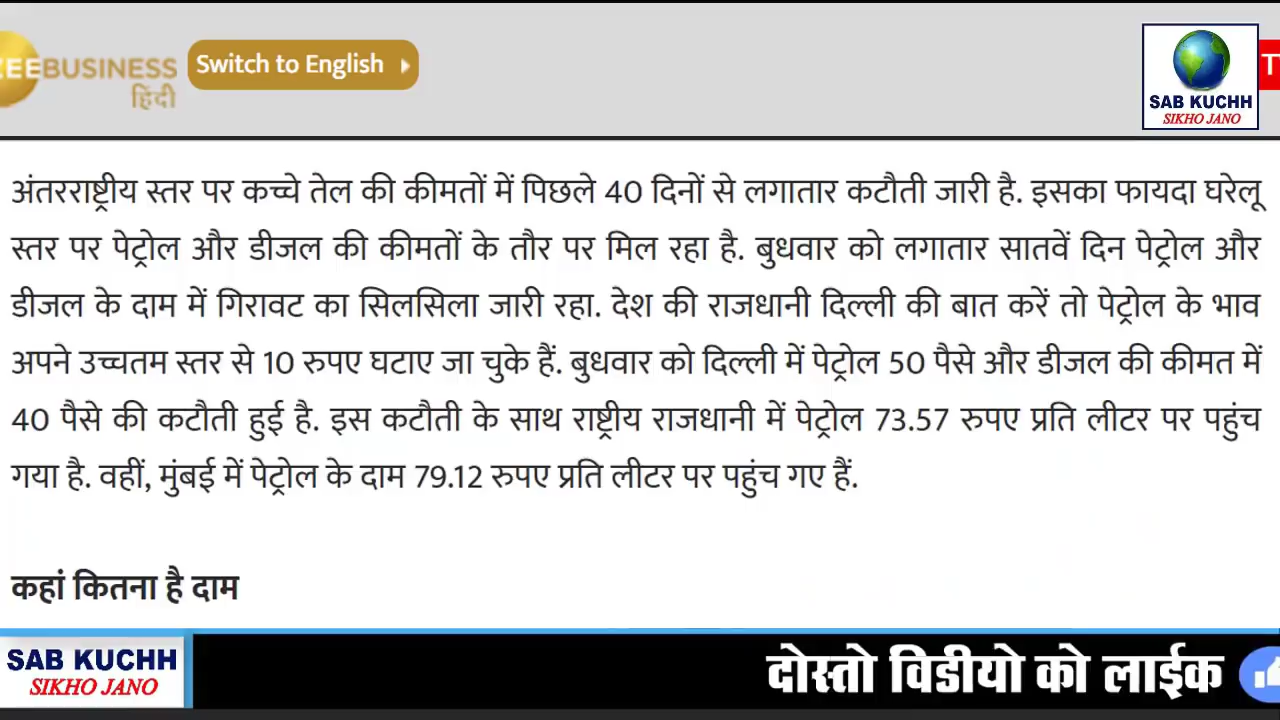 ZEEBUSINESS
हिंदी
Switch to English
SAB KUCHH
SIKHO JANO
अंतरराष्ट्रीय स्तर पर कच्चे तेल की कीमतों में पिछले 40 दिनों से लगातार कटौती जारी है. इसका फायदा घरेलू
स्तर पर पेट्रोल और डीजल की कीमतों के तौर पर मिल रहा है. बुधवार को लगातार सातवें दिन पेट्रोल और
डीजल के दाम में गिरावट का सिलसिला जारी रहा. देश की राजधानी दिल्ली की बात करें तो पेट्रोल के भाव
अपने उच्चतम स्तर से 10 रुपए घटाए जा चुके हैं. बुधवार को दिल्ली में पेट्रोल 50 पैसे और डीजल की कीमत में
40 पैसे की कटौती हुई है. इस कटौती के साथ राष्ट्रीय राजधानी में पेट्रोल 73.57 रुपए प्रति लीटर पर पहुंच
गया है. वहीं, मुंबई में पेट्रोल के दाम 79.12 रुपए प्रति लीटर पर पहुंच गए हैं.
कहां कितना है दाम
SAB KUCHH
SIKHO JANO
दोस्तो विडीयो को लाईक